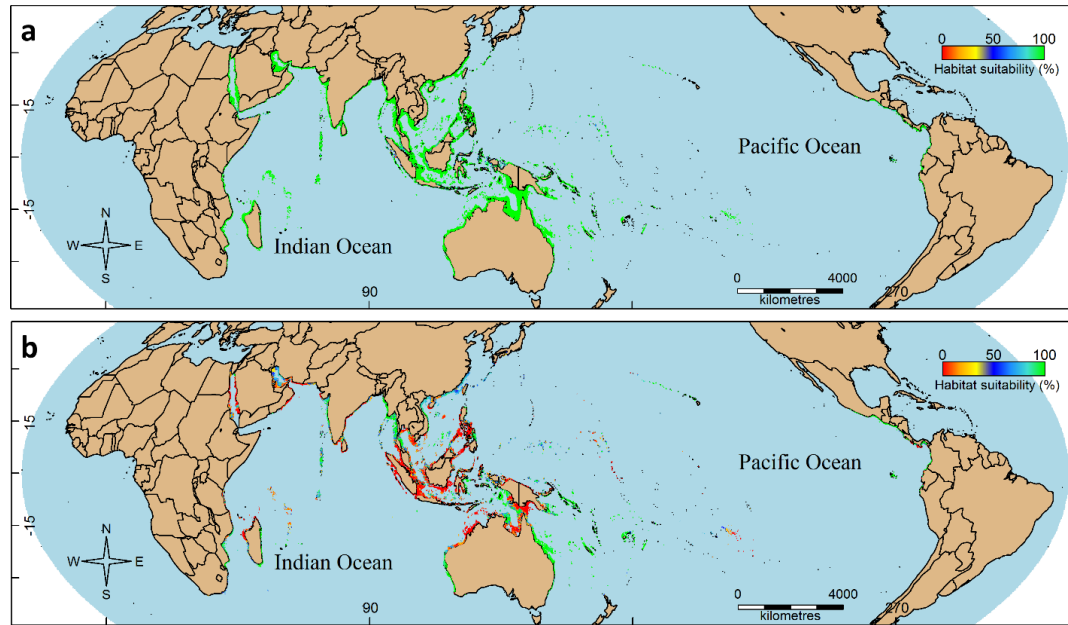 a
0 50 100
Habitat suitability (%)
15
Pacific Ocean
-15
N
W E
S
Indian Ocean
0 4000
kilometres
270
90
b
0 50 100
Habitat suitability (%)
15
Pacific Ocean
-15
N
W E
S
Indian Ocean
0 4000
kilometres
270
90